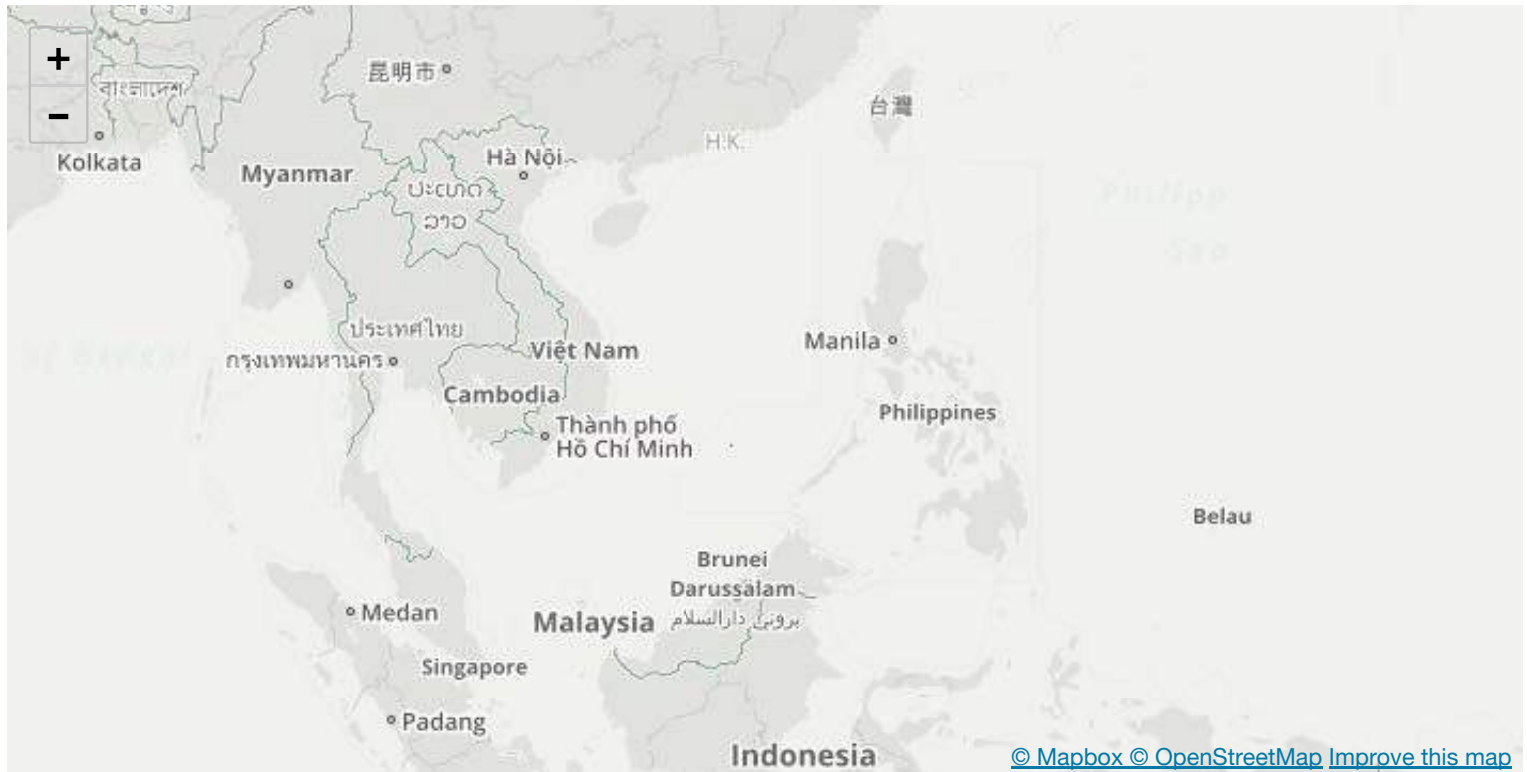 +
昆明市
বাংলাদেশ
−
台灣
H.K.
Kolkata
Hà Nội
Myanmar
ປະເທດ
ລາວ
Philipp
Sea
ประเทศไทย
Manila
Việt Nam
of Bengal
กรุงเทพมหานคร
Cambodia
Philippines
Thành phố
Hồ Chí Minh
Belau
Brunei
Darussalam
بروني دارالسلام
Medan
Malaysia
Singapore
Padang
Indonesia
© Mapbox © OpenStreetMap Improve this map